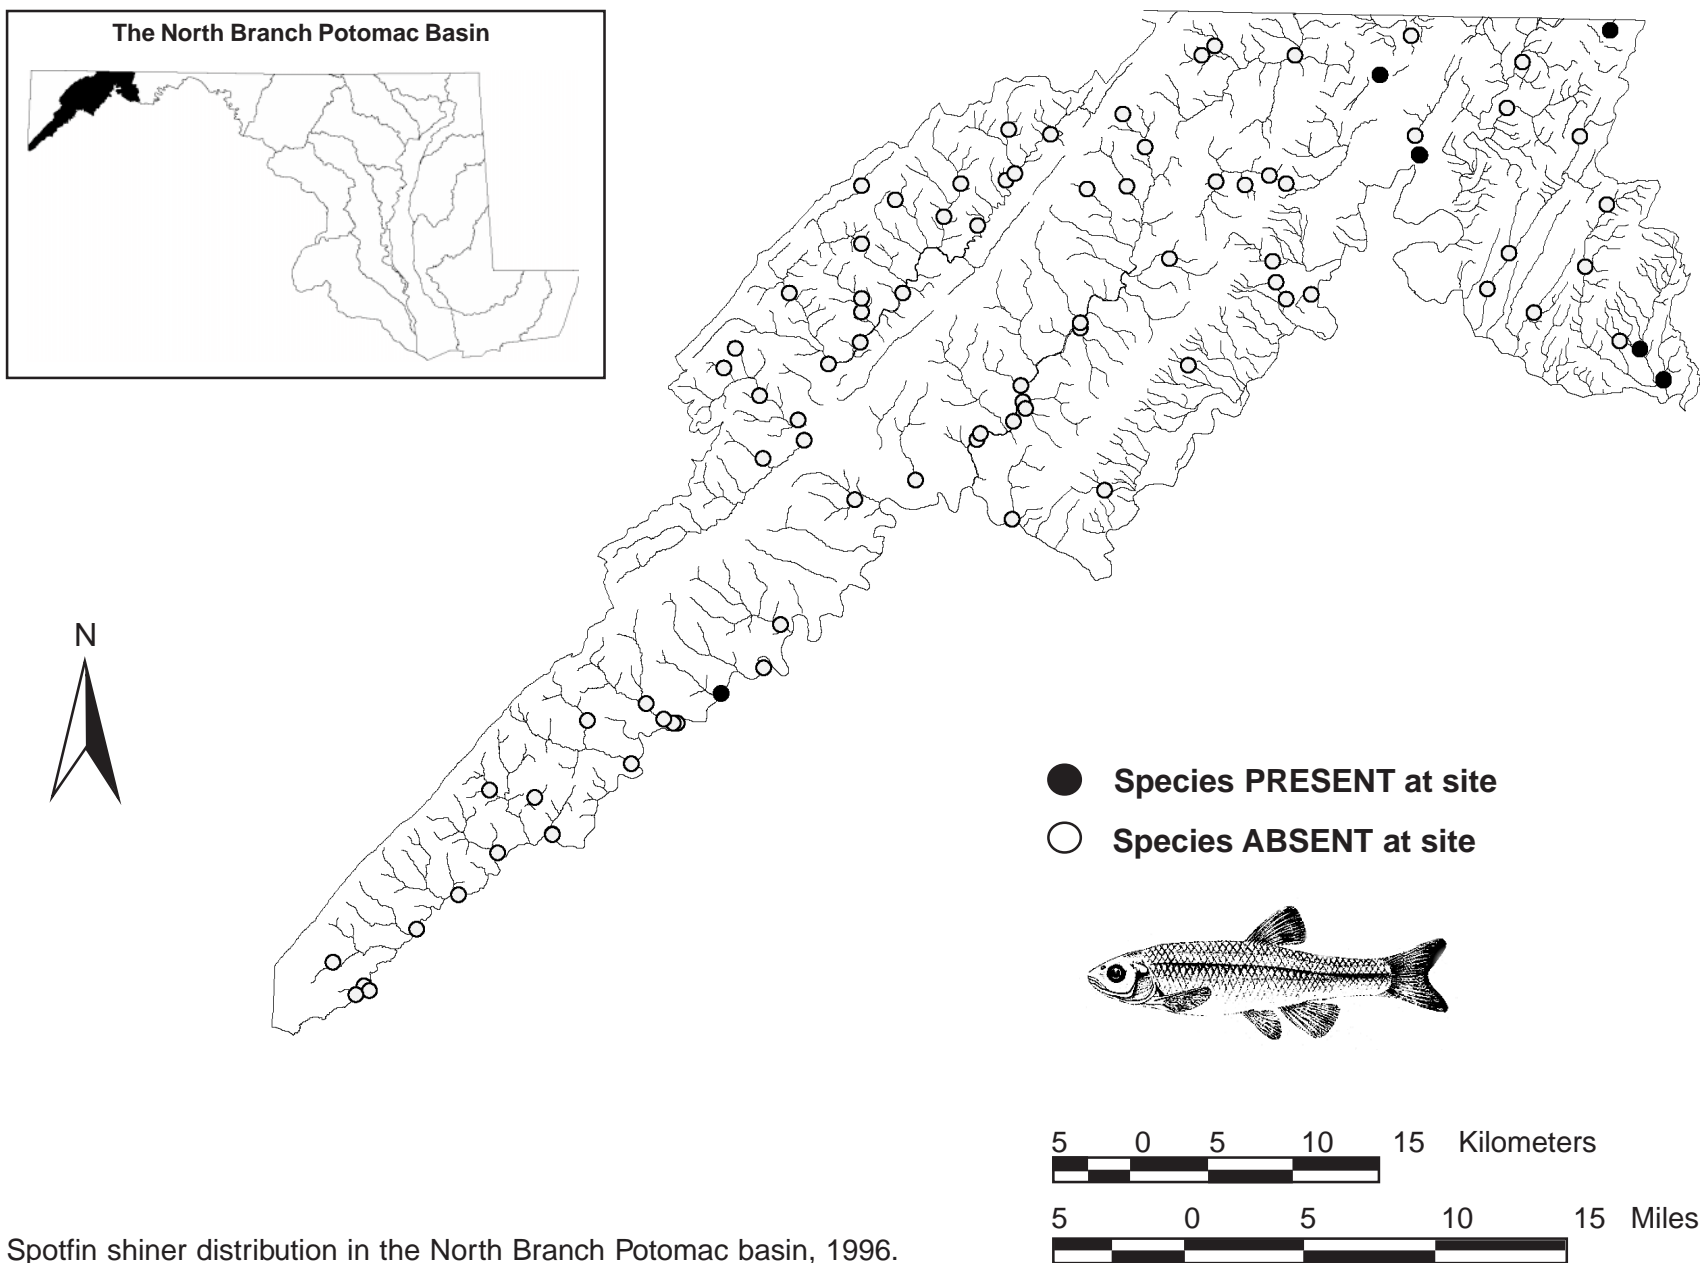 The North Branch Potomac Basin
N
Species PRESENT at site
Species ABSENT at site
5 0 5 10 15 Kilometers
5 0 5 10 15 Miles
Spotfin shiner distribution in the North Branch Potomac basin, 1996.